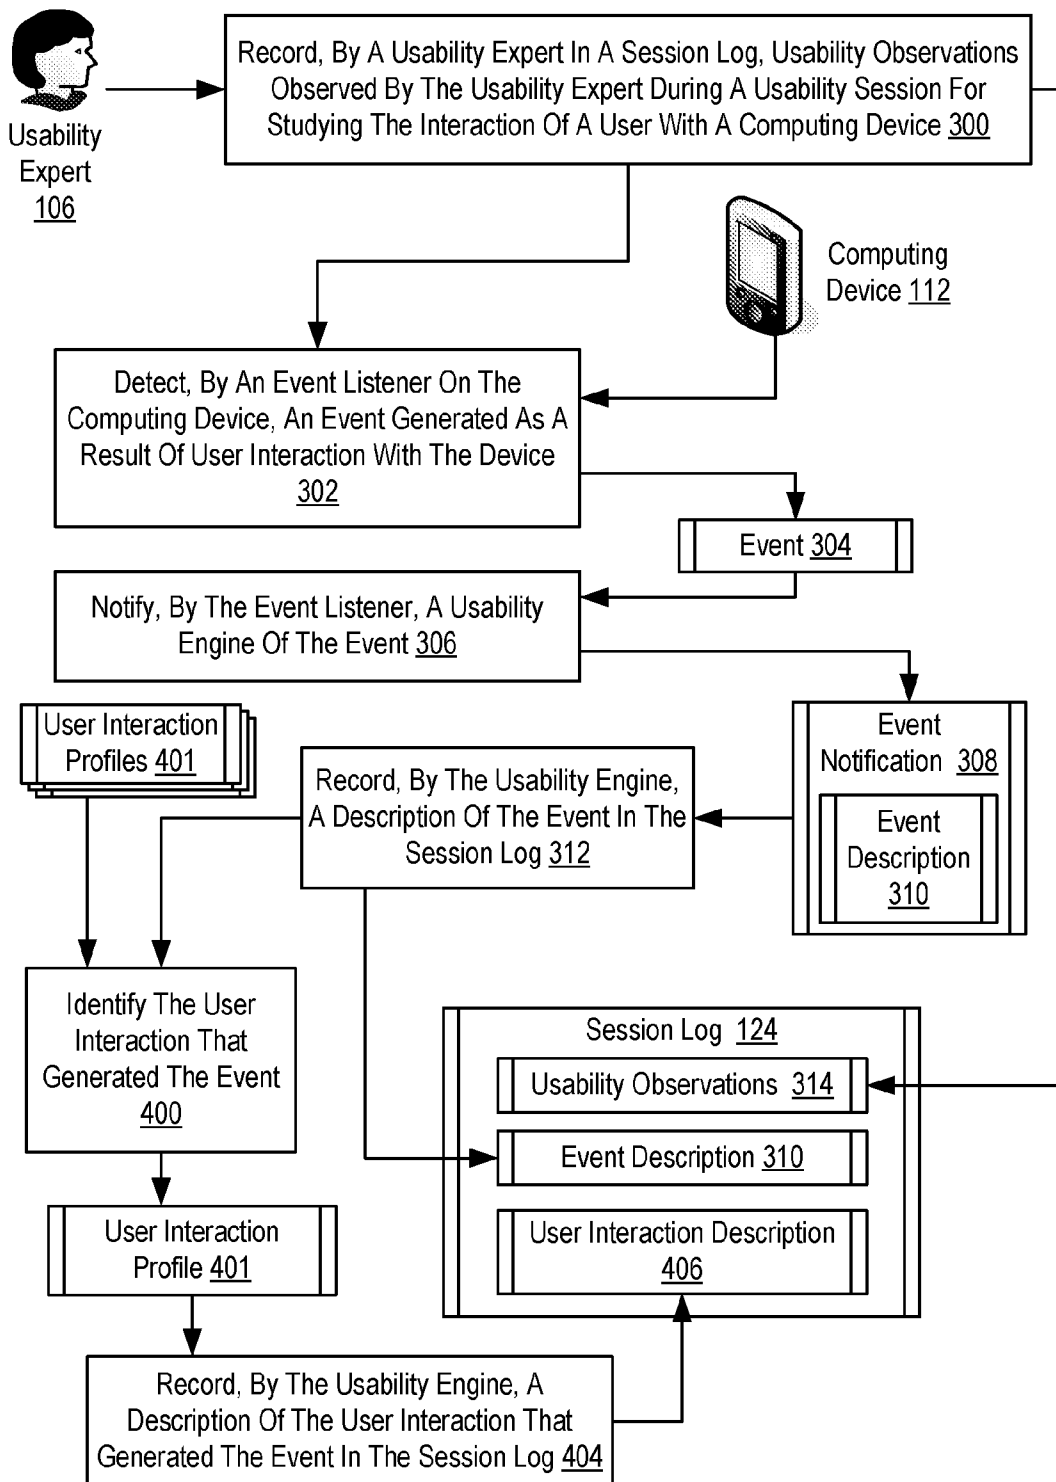 Record, By A Usability Expert In A Session Log, Usability Observations
Observed By The Usability Expert During A Usability Session For
Studying The Interaction Of A User With A Computing Device 300
Usability
Expert
106
Computing
Device 112
Detect, By An Event Listener On The
Computing Device, An Event Generated As A
Result Of User Interaction With The Device
302
Event 304
Notify, By The Event Listener, A Usability
Engine Of The Event 306
User Interaction
Profiles 401
Event
Notification 308
Event
Description
310
Record, By The Usability Engine,
A Description Of The Event In The
Session Log 312
Identify The User
Interaction That
Generated The Event
400
Session Log 124
Usability Observations 314
Event Description 310
User Interaction Description
406
User Interaction
Profile 401
Record, By The Usability Engine, A
Description Of The User Interaction That
Generated The Event In The Session Log 404